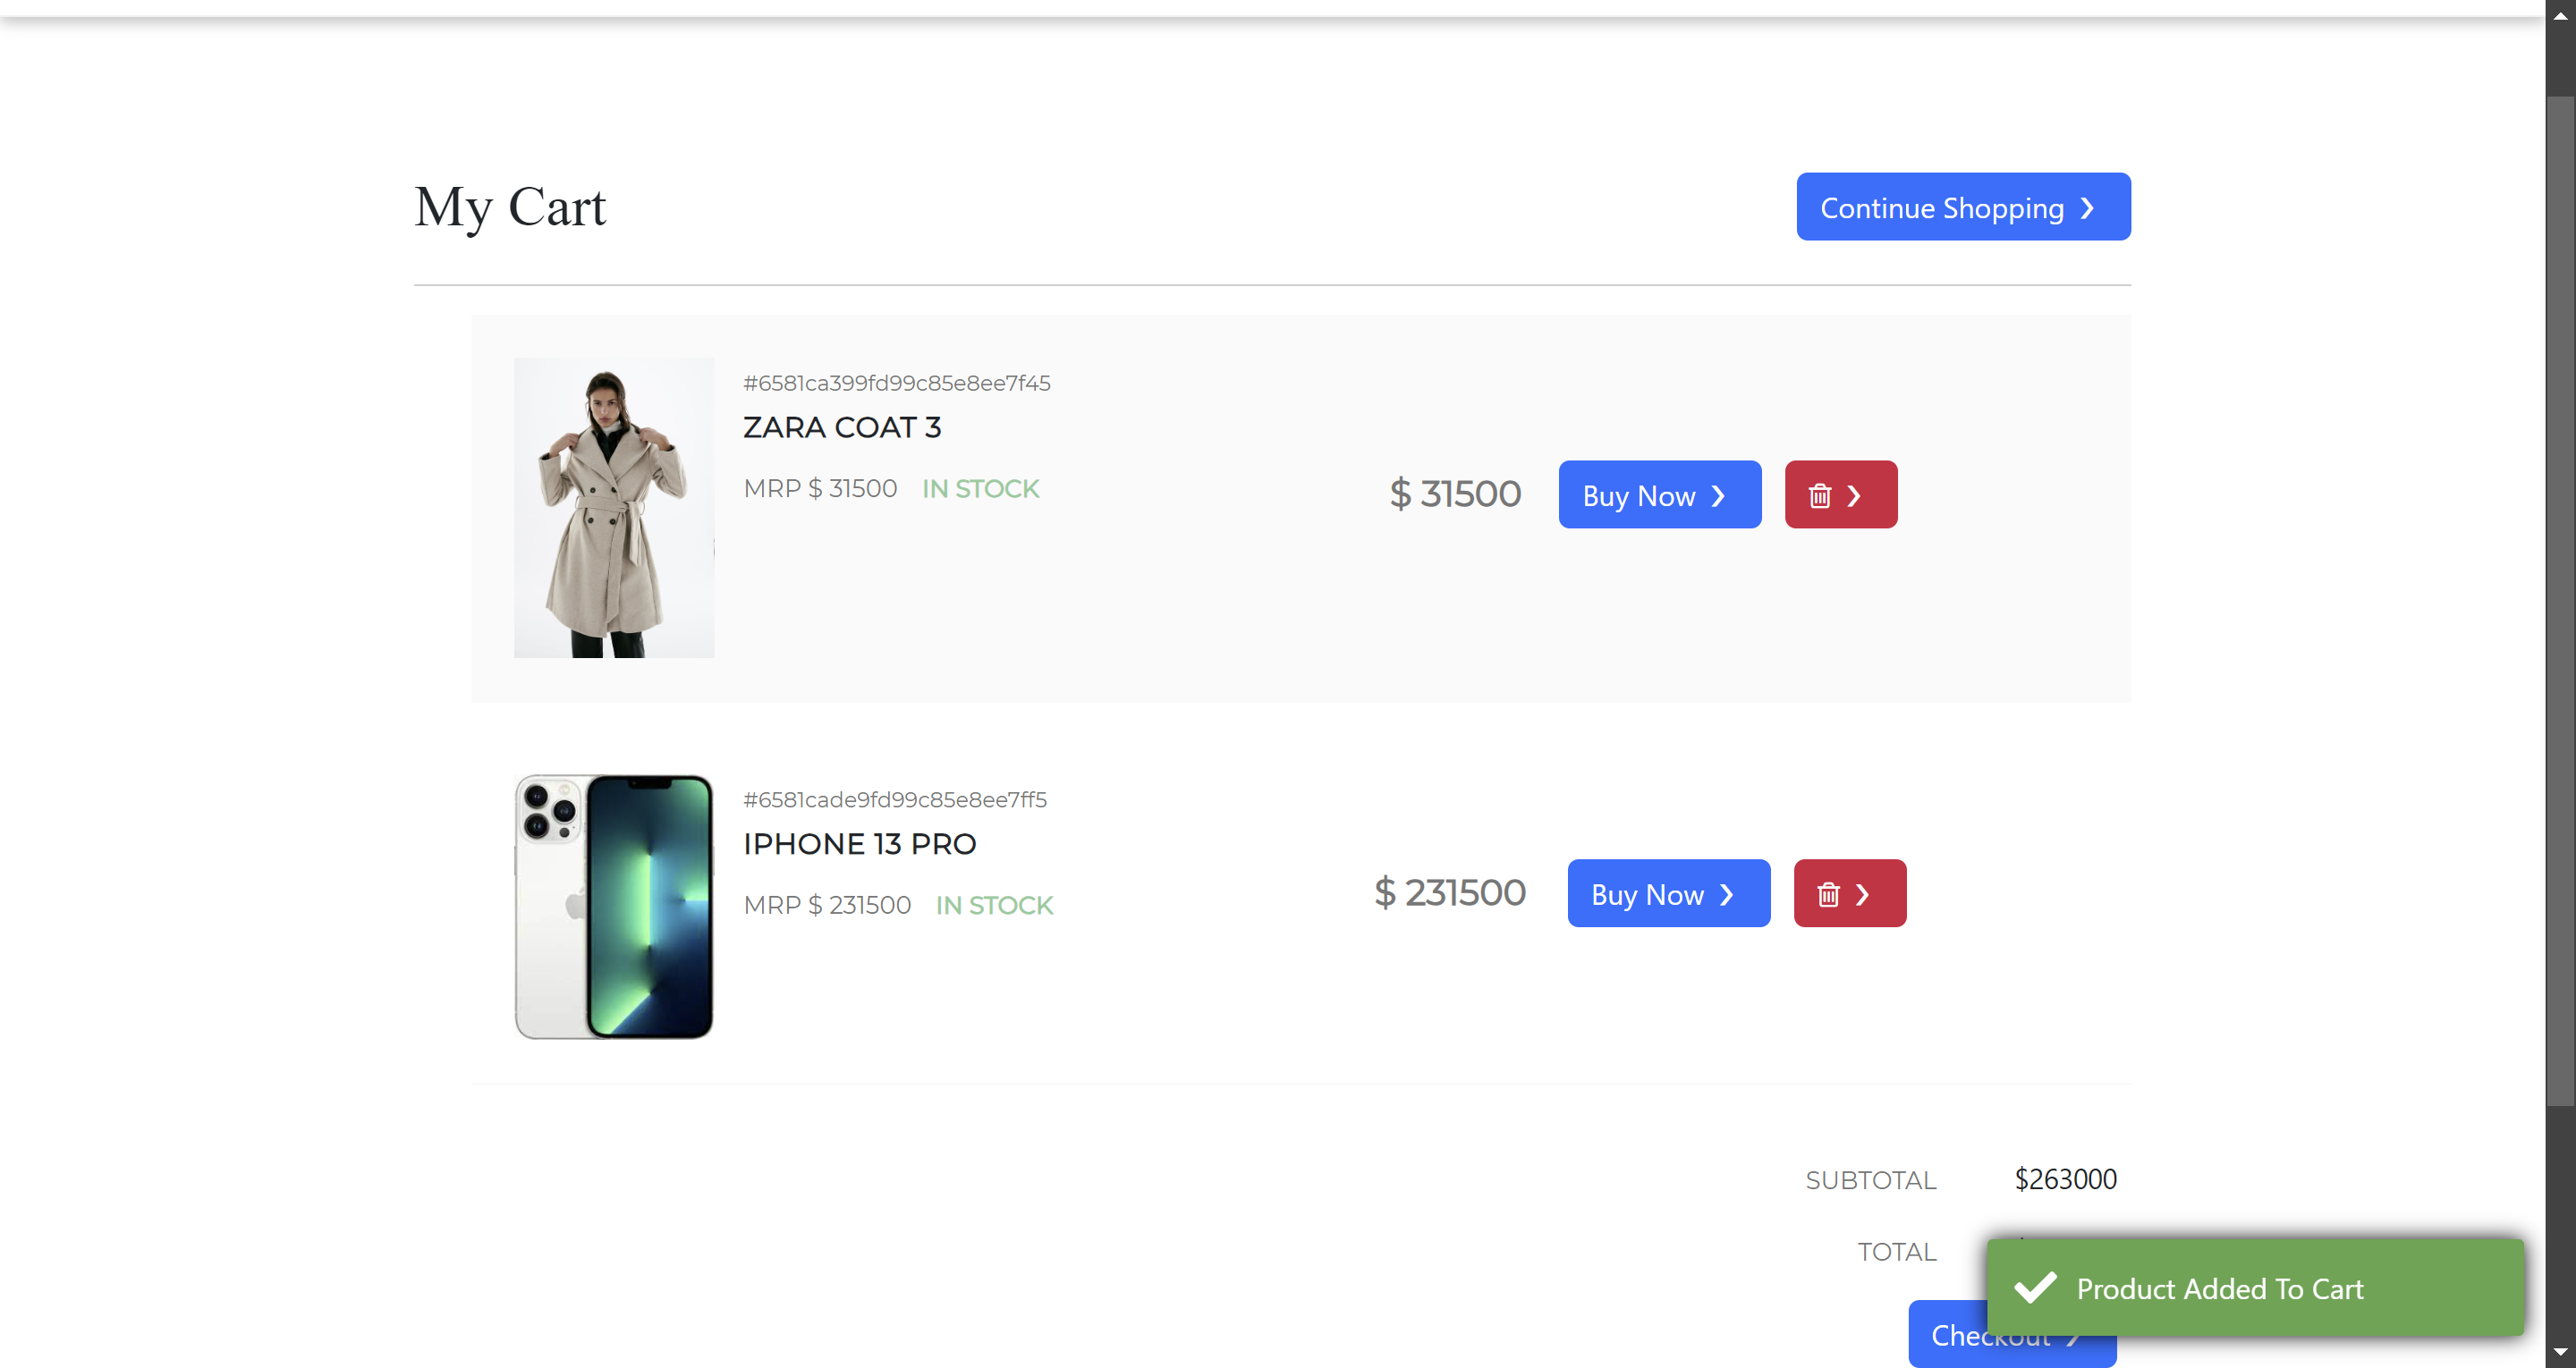 My Cart
Continue Shopping ❯
#6581ca399fd99c85e8ee7f45
ZARA COAT 3
MRP $ 31500 IN STOCK
$ 31500
Buy Now ❯
#6581cade9fd99c85e8ee7ff5
IPHONE 13 PRO
MRP $ 231500 IN STOCK
$ 231500
Buy Now ❯
SUBTOTAL $263000
TOTAL
Product Added To Cart
Checkout ❯